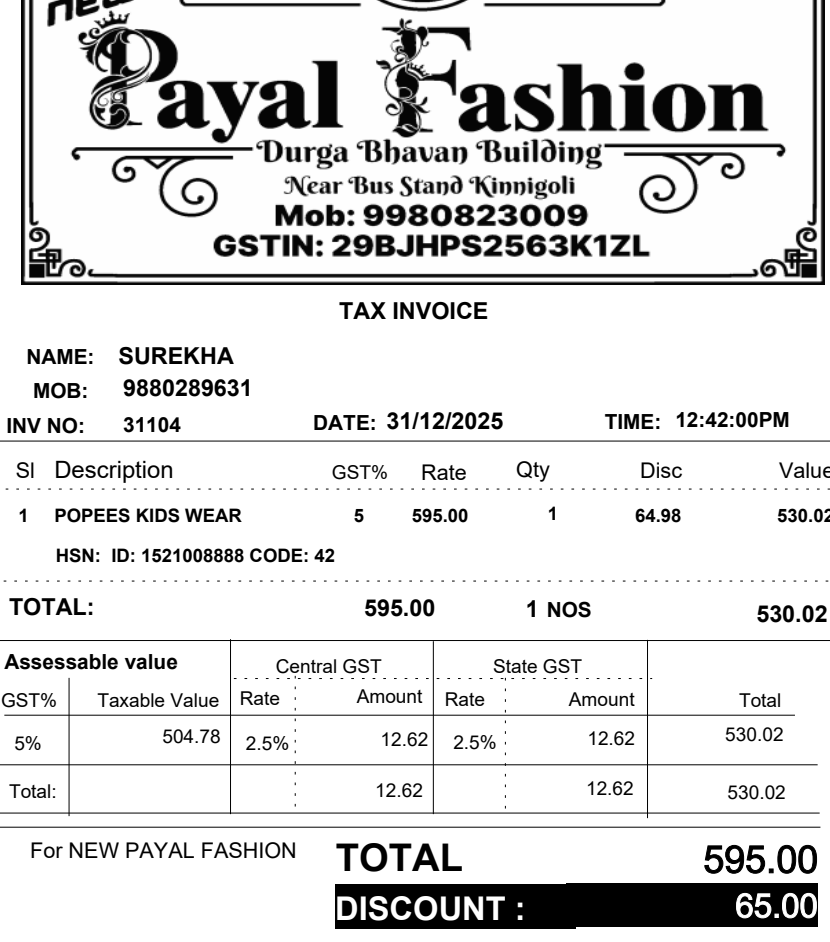 new
Payal Fashion
Durga Bhavan Building
Near Bus Stand Kinnigoli
Mob: 9980823009
GSTIN: 29BJHPS2563K1ZL
TAX INVOICE
NAME: SUREKHA
MOB: 9880289631
INV NO: 31104 DATE: 31/12/2025 TIME: 12:42:00PM
Sl Description GST% Rate Qty Disc Value
1 POPEES KIDS WEAR 5 595.00 1 64.98 530.02
HSN: ID: 1521008888 CODE: 42
TOTAL: 595.00 1 NOS 530.02
Assessable value Central GST State GST
GST% Taxable Value Rate Amount Rate Amount Total
5% 504.78 2.5% 12.62 2.5% 12.62 530.02
Total: 12.62 12.62 530.02
For NEW PAYAL FASHION TOTAL 595.00
DISCOUNT : 65.00